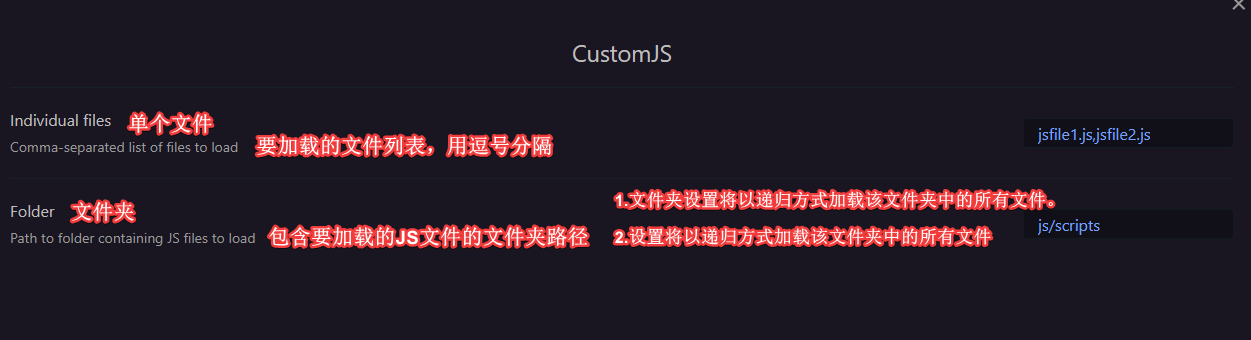 CustomJS
Individual files 单个文件
Comma-separated list of files to load 要加载的文件列表，用逗号分隔
jsfile1.js,jsfile2.js
Folder 文件夹
1.文件夹设置将以递归方式加载该文件夹中的所有文件。
Path to folder containing JS files to load 包含要加载的JS文件的文件夹路径
2.设置将以递归方式加载该文件夹中的所有文件
js/scripts